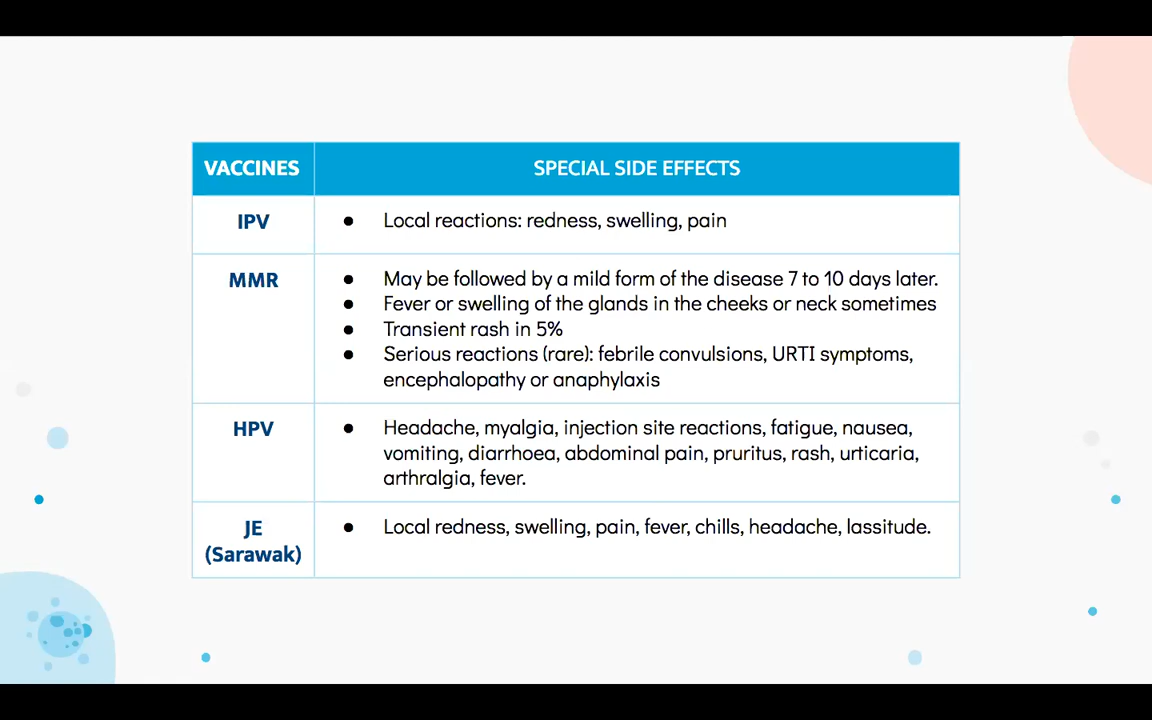 VACCINES SPECIAL SIDE EFFECTS
IPV
● Local reactions: redness, swelling, pain
MMR
● May be followed by a mild form of the disease 7 to 10 days later.
● Fever or swelling of the glands in the cheeks or neck sometimes
● Transient rash in 5%
● Serious reactions (rare): febrile convulsions, URTI symptoms,
encephalopathy or anaphylaxis
HPV
● Headache, myalgia, injection site reactions, fatigue, nausea,
vomiting, diarrhoea, abdominal pain, pruritus, rash, urticaria,
arthralgia, fever.
JE
(Sarawak)
● Local redness, swelling, pain, fever, chills, headache, lassitude.